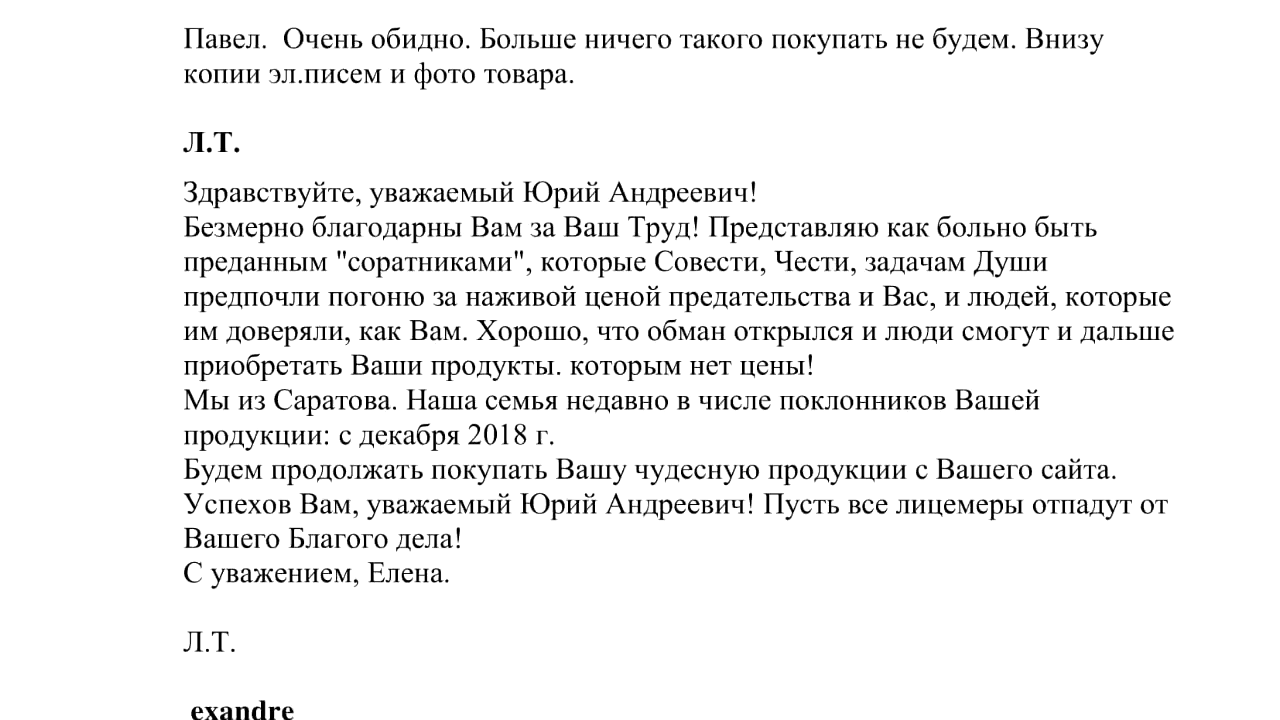 Павел.  Очень обидно. Больше ничего такого покупать не будем. Внизу
копии эл.писем и фото товара.
Л.Т.
Здравствуйте, уважаемый Юрий Андреевич!
Безмерно благодарны Вам за Ваш Труд! Представляю как больно быть
преданным "соратниками", которые Совести, Чести, задачам Души
предпочли погоню за наживой ценой предательства и Вас, и людей, которые
им доверяли, как Вам. Хорошо, что обман открылся и люди смогут и дальше
приобретать Ваши продукты. которым нет цены!
Мы из Саратова. Наша семья недавно в числе поклонников Вашей
продукции: с декабря 2018 г.
Будем продолжать покупать Вашу чудесную продукции с Вашего сайта.
Успехов Вам, уважаемый Юрий Андреевич! Пусть все лицемеры отпадут от
Вашего Благого дела!
С уважением, Елена.
Л.Т.
exandre